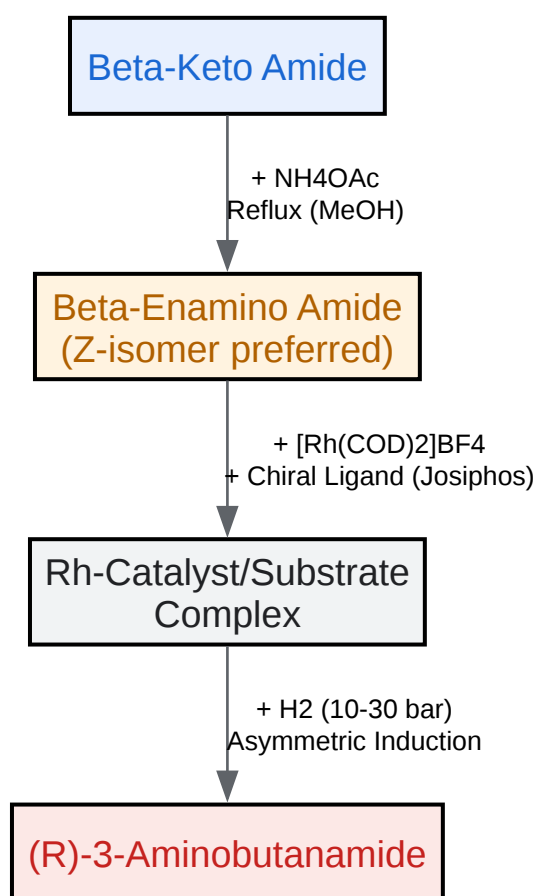 Beta-Keto Amide
+ NH4OAc
Reflux (MeOH)
Beta-Enamino Amide
(Z-isomer preferred)
+ [Rh(COD)2]BF4
+ Chiral Ligand (Josiphos)
Rh-Catalyst/Substrate
Complex
+ H2 (10-30 bar)
Asymmetric Induction
(R)-3-Aminobutanamide